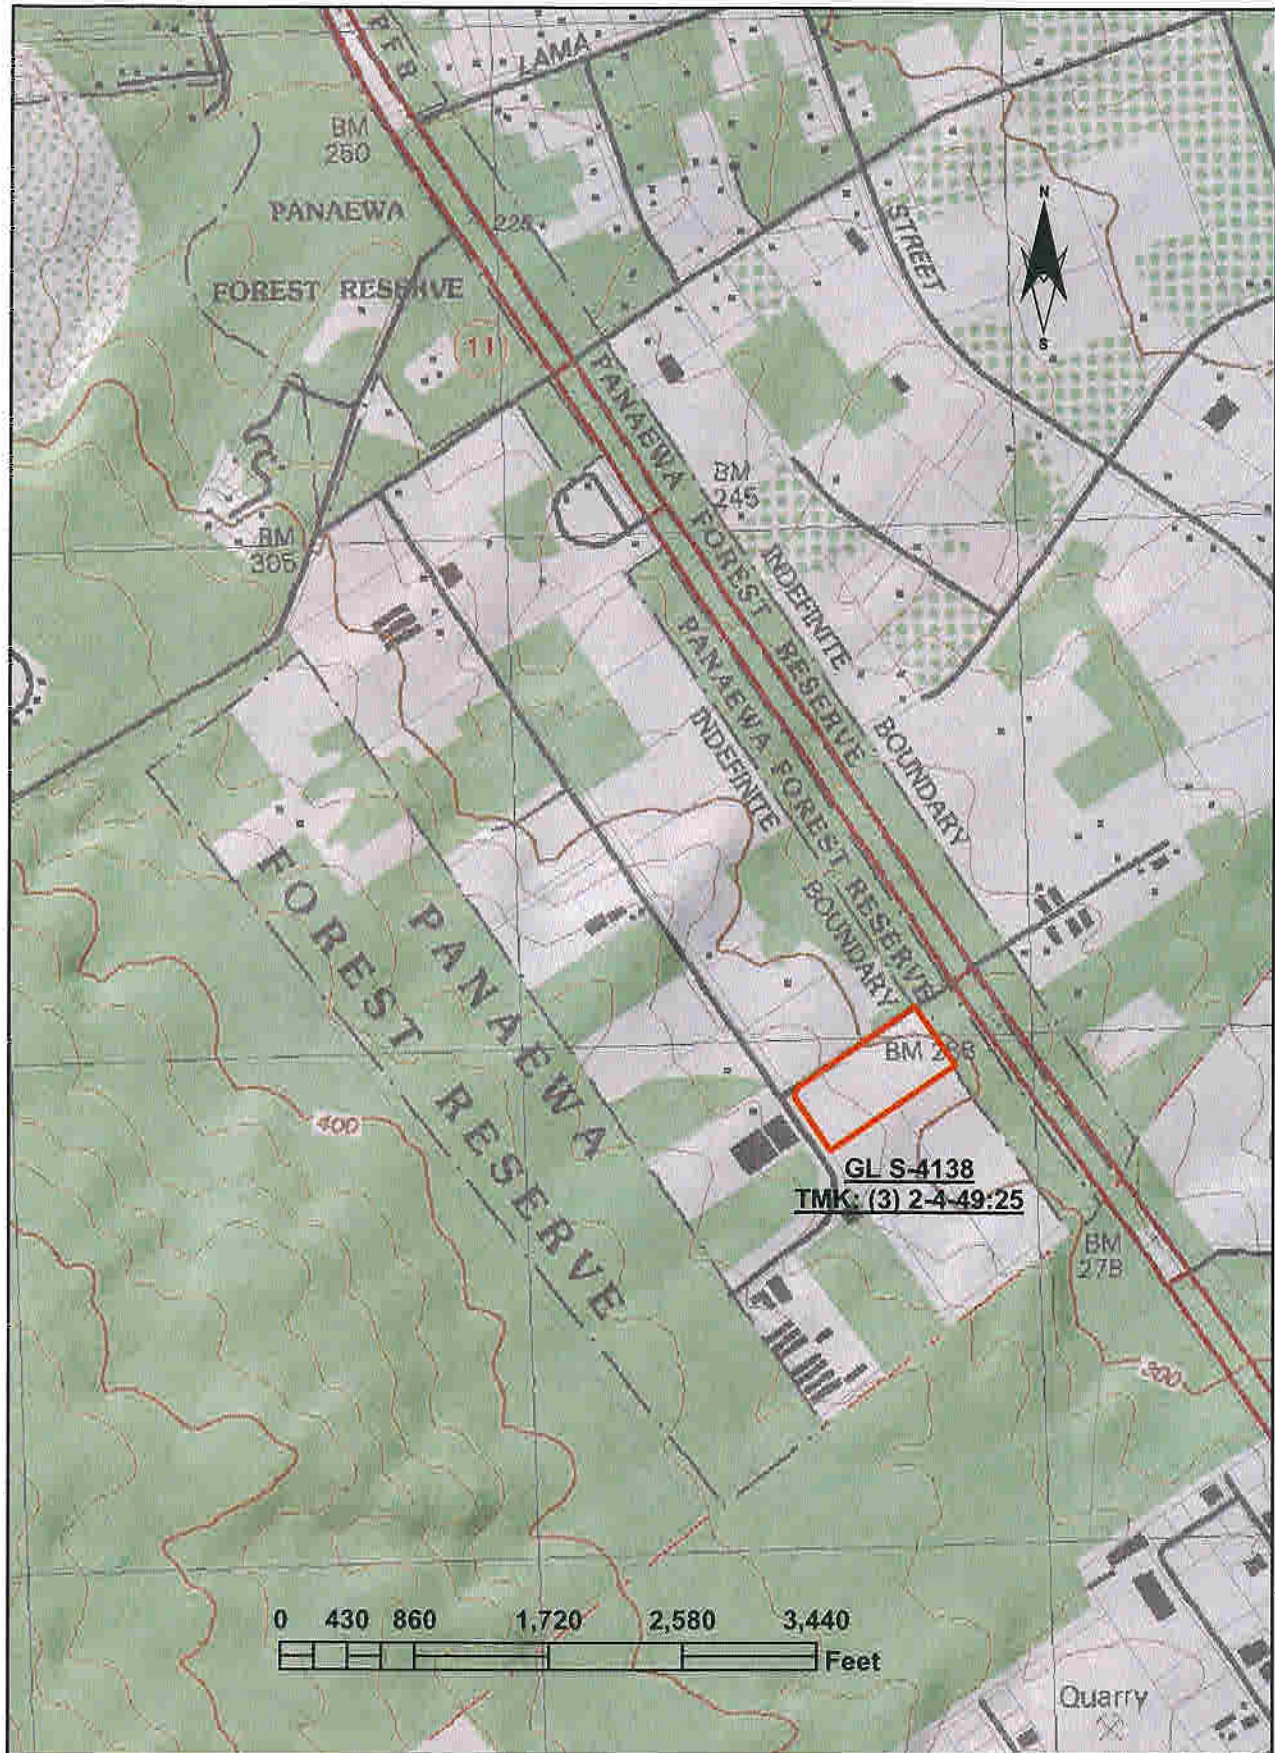 LAMA
BM
250
PANAEWA
225
N
STREET
FOREST RESERVE
11
S
PANAEWA FOREST RESERVE
BM
245
BM
305
INDEFINITE
BOUNDARY
PANAEWA FOREST RESERVE
INDEFINITE
BOUNDARY
PANAEWA
FOREST RESERVE
BM
400
GL S-4138
TMK: (3) 2-4-49:25
BM
278
300
0 430 860 1,720 2,580 3,440
Feet
Quarry